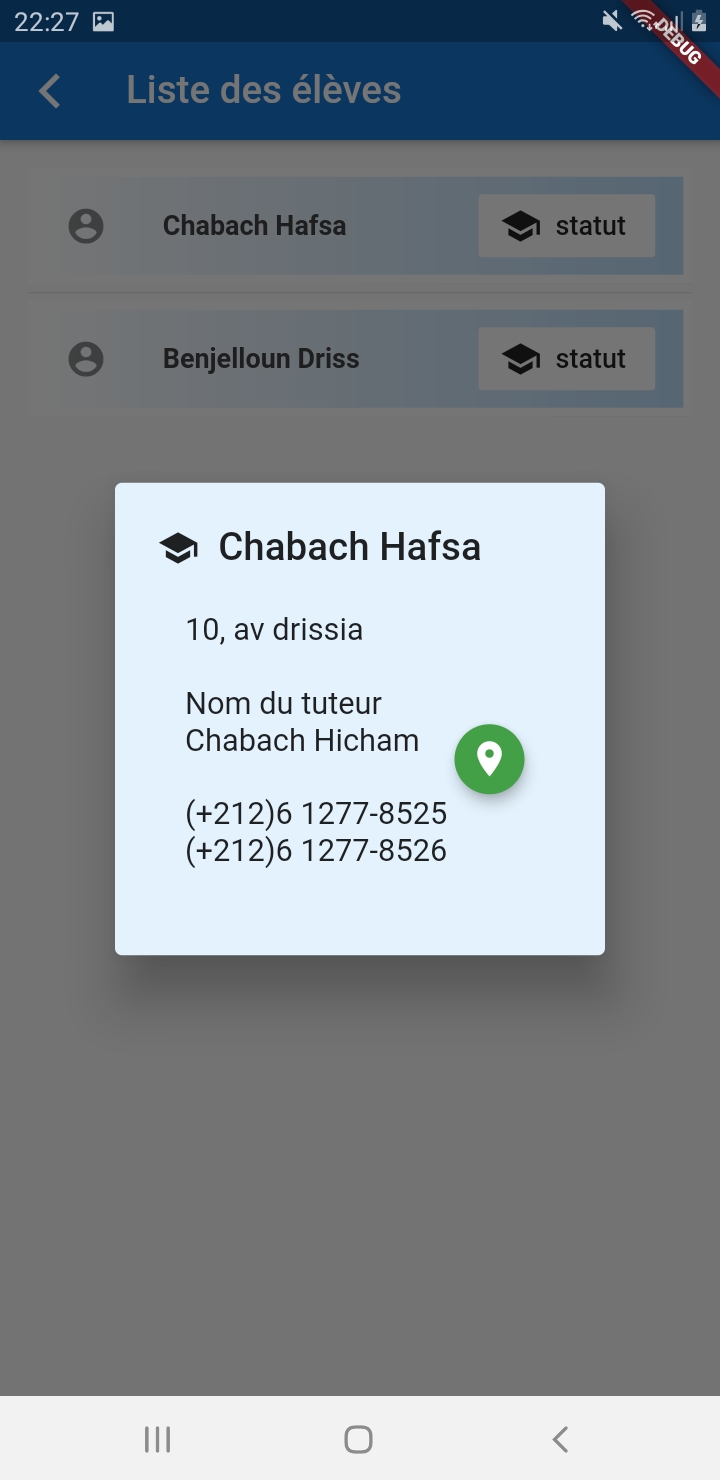 22:27
DEBUG
Liste des élèves
Chabach Hafsa
statut
Benjelloun Driss
statut
Chabach Hafsa
10, av drissia
Nom du tuteur
Chabach Hicham
(+212)6 1277-8525
(+212)6 1277-8526